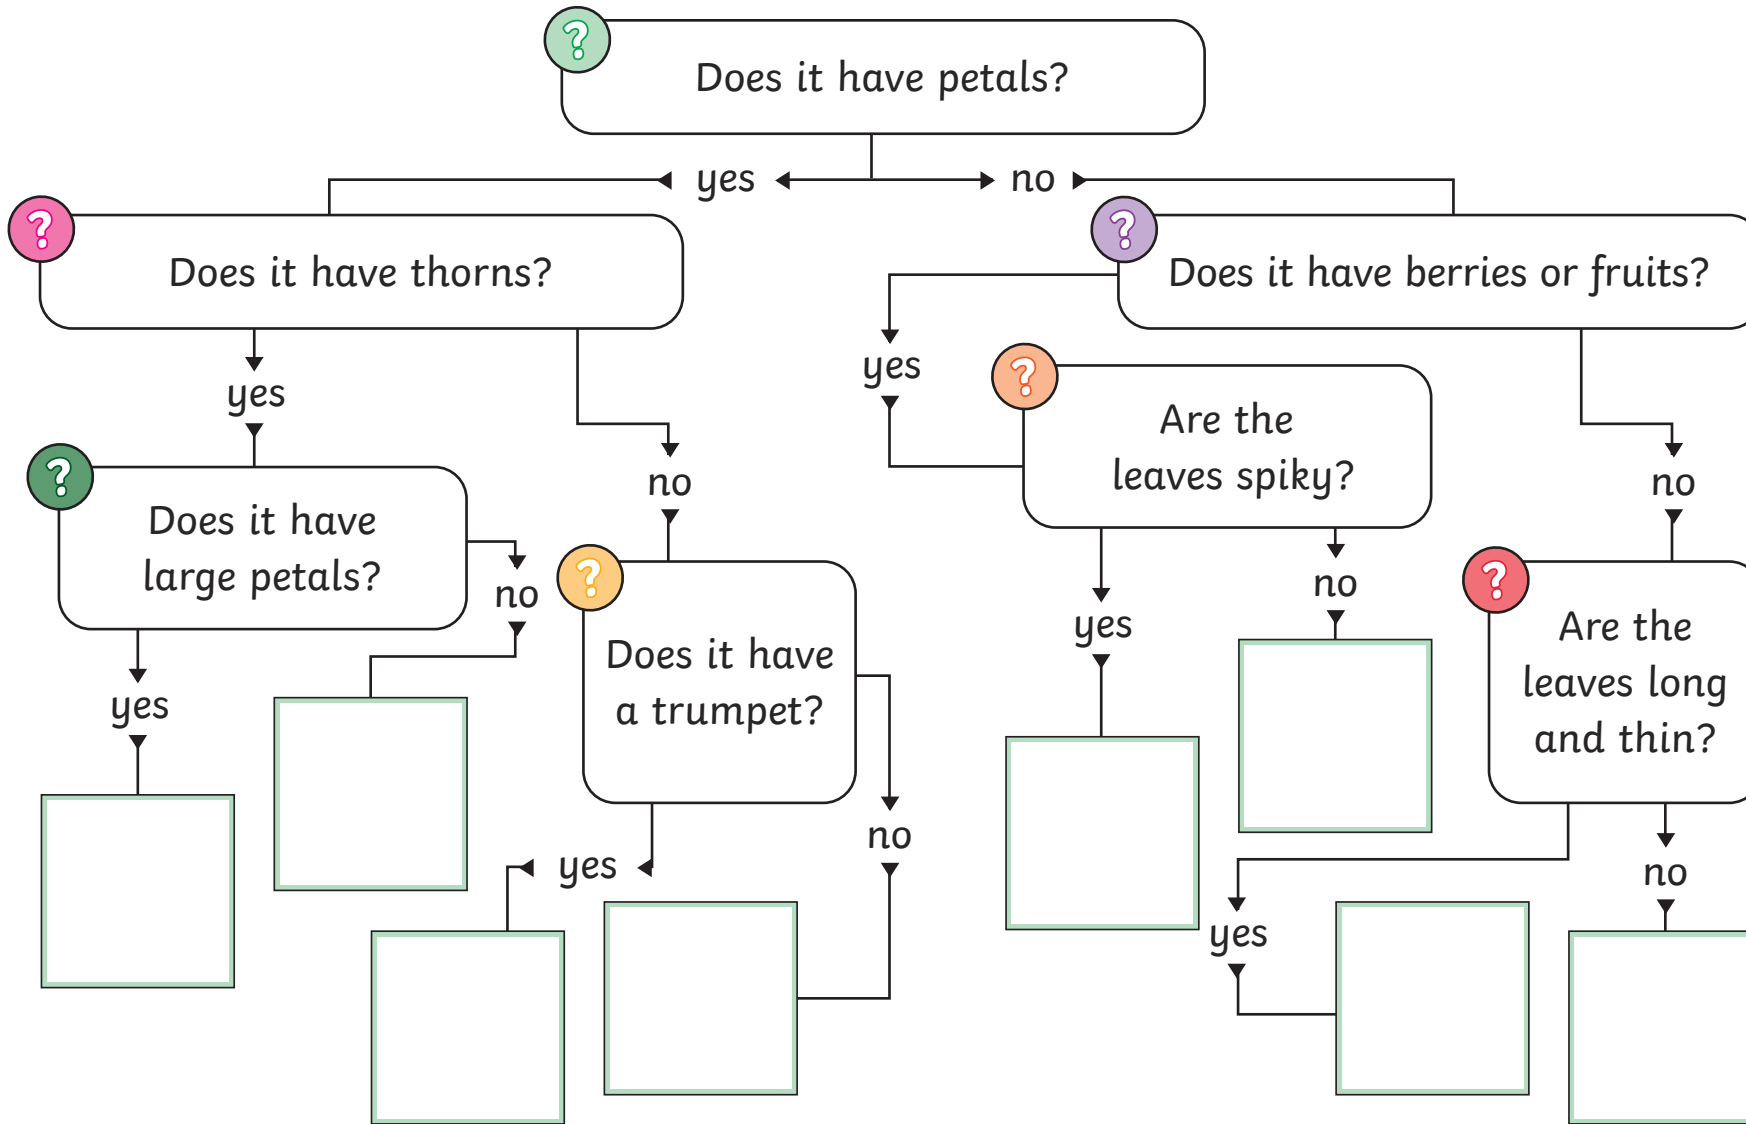 ?
Does it have petals?
yes
no
?
Does it have thorns?
?
Does it have berries or fruits?
yes
no
yes
no
?
Does it have
large petals?
yes
no
?
Does it have
a trumpet?
yes
no
?
Are the
leaves spiky?
yes
no
?
Are the
leaves long
and thin?
yes
no